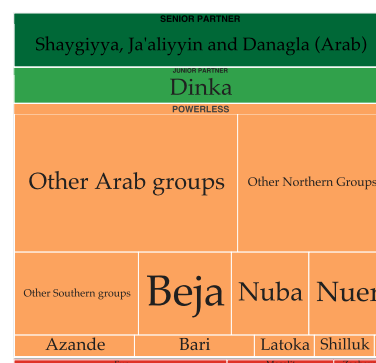 SENIOR PARTNER
Shaygiyya, Ja'aliyyin and Danagla (Arab)
JUNIOR PARTNER
Dinka
POWERLESS
Other Arab groups
Other Northern Groups
Other Southern groups
Beja
Nuba
Nuer
Azande
Bari
Latoka
Shilluk